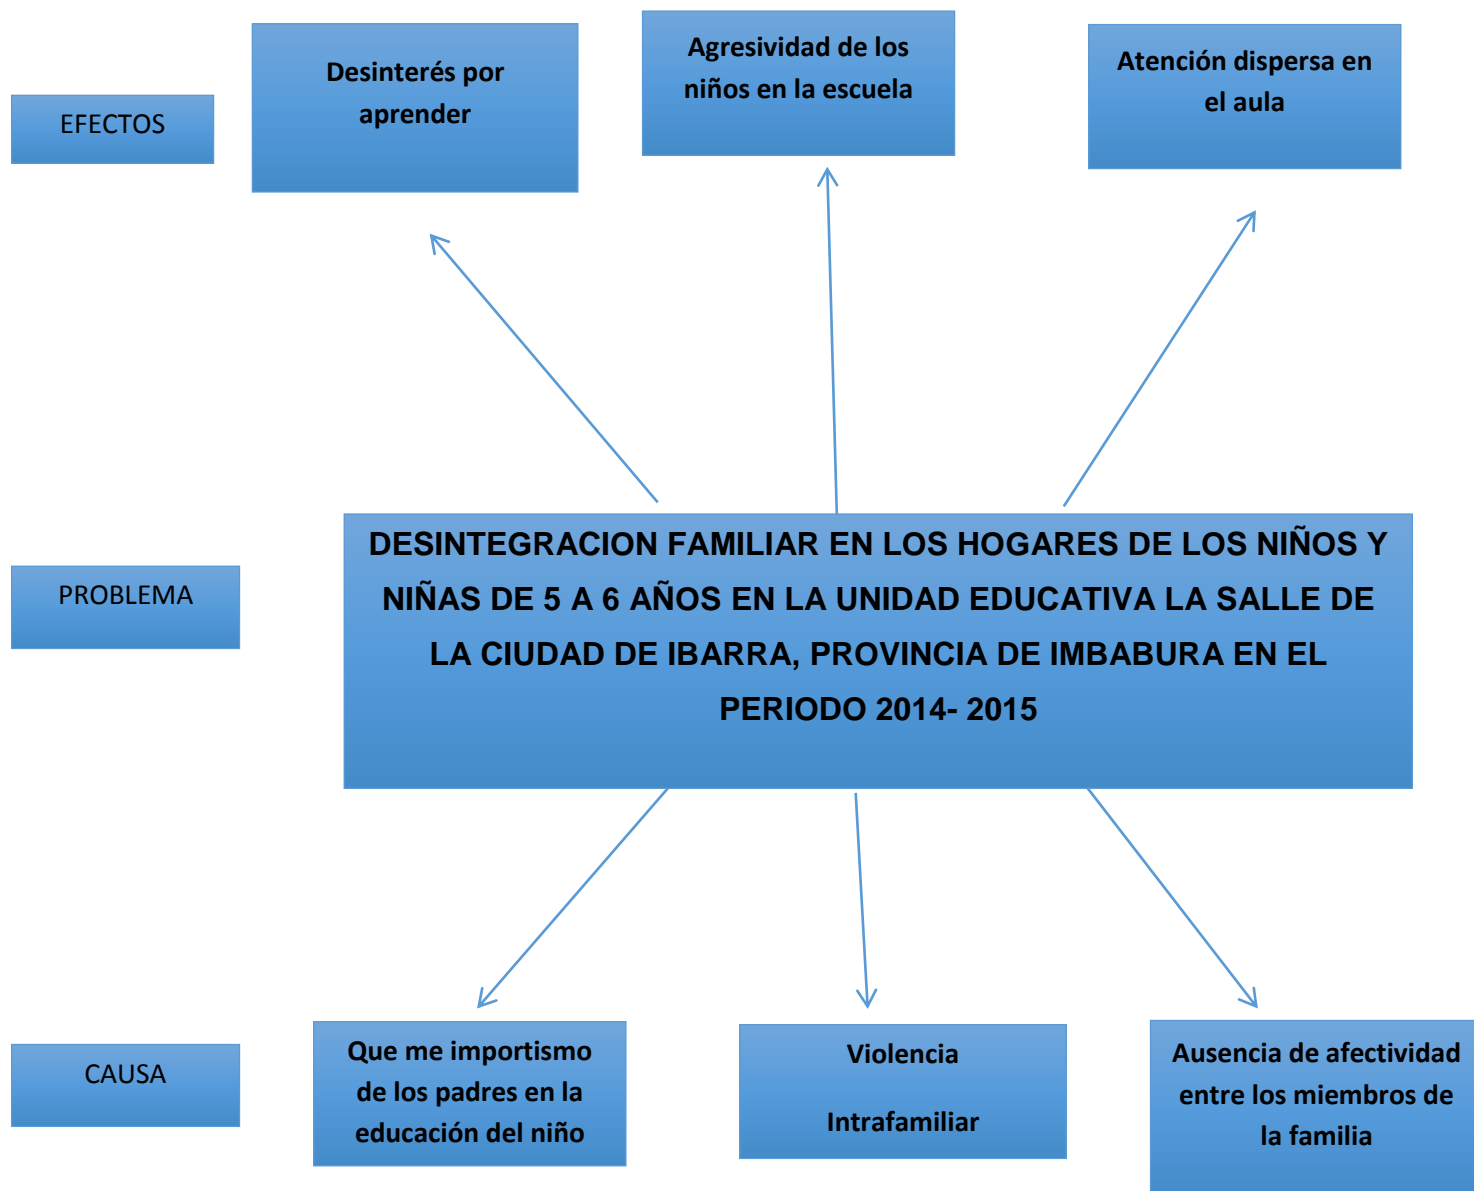 EFECTOS
Desinterés por
aprender
Agresividad de los
niños en la escuela
Atención dispersa en
el aula
PROBLEMA
DESINTEGRACION FAMILIAR EN LOS HOGARES DE LOS NIÑOS Y
NIÑAS DE 5 A 6 AÑOS EN LA UNIDAD EDUCATIVA LA SALLE DE
LA CIUDAD DE IBARRA, PROVINCIA DE IMBABURA EN EL
PERIODO 2014- 2015
CAUSA
Que me importismo
de los padres en la
educación del niño
Violencia
Intrafamiliar
Ausencia de afectividad
entre los miembros de
la familia